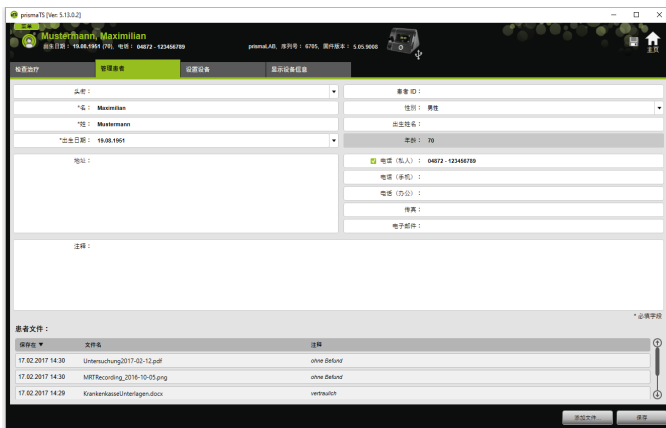 prismaTS [Ver: 5.13.0.2]
菜单
Mustermann, Maximilian
出生日期： 19.08.1951 (70)， 电话： 04872 - 123456789
prismaLAB， 序列号： 6705， 固件版本： 5.05.9008
主页
检查治疗 管理患者 设置设备 显示设备信息
头衔：
*名： Maximilian
*姓： Mustermann
*出生日期： 19.08.1951
患者 ID：
性别： 男性
出生姓名：
年龄： 70
地址：
电话（私人）： 04872 - 123456789
电话（手机）：
电话（办公）：
传真：
电子邮件：
注释：
* 必填字段
患者文件：
保存在 ▼ 文件名 注释
17.02.2017 14:30 Untersuchung2017-02-12.pdf ohne Befund
17.02.2017 14:30 MRTRecording_2016-10-05.png ohne Befund
17.02.2017 14:29 KrankenkasseUnterlagen.docx vertraulich
添加文件 保存